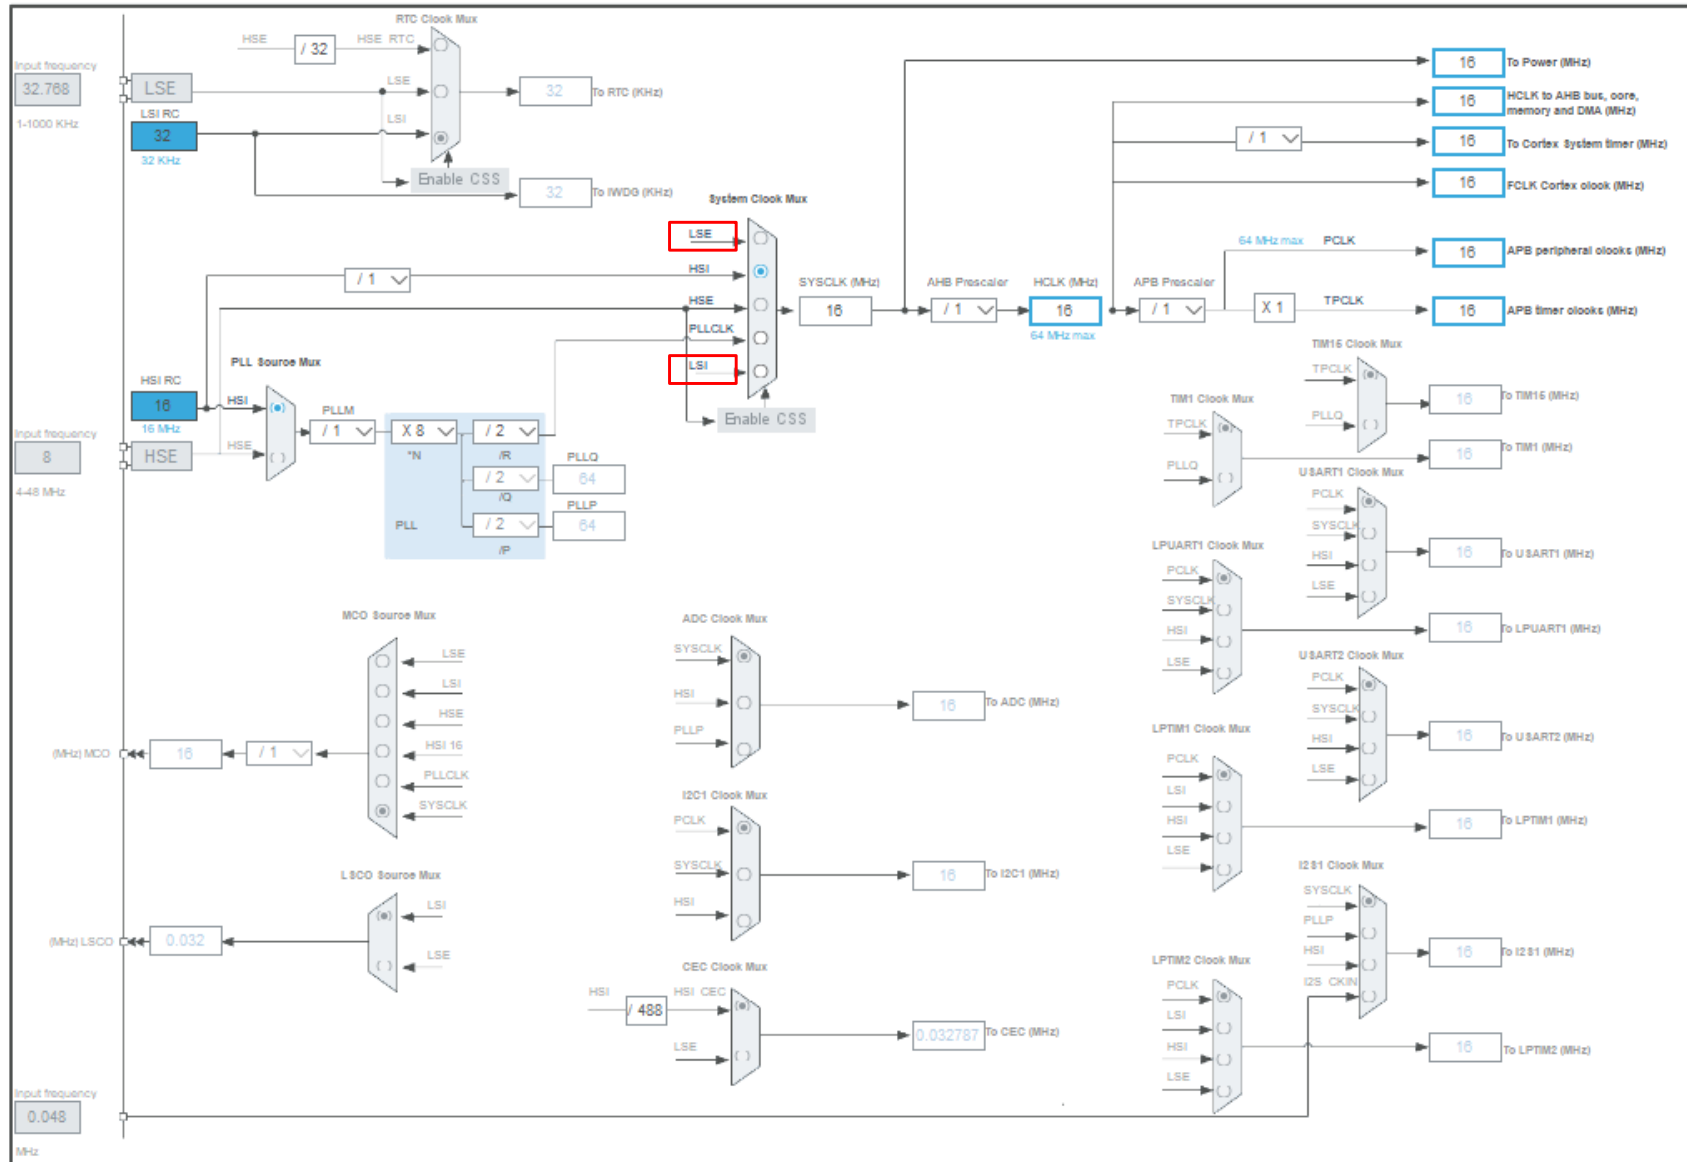 RTC Clock Mux
HSE
/ 32
HSE RTC
Input frequency
32.768
1-1000 KHz
LSE
LSE
32
To RTC (KHz)
LSI RC
32
32 KHz
LSI
Enable CSS
32
To IWDG (KHz)
System Clock Mux
LSE
HSI
HSE
PLLCLK
LSI
/ 1
Enable CSS
SYSCLK (MHz)
16
AHB Prescaler
/ 1
HCLK (MHz)
16
64 MHz max
APB Prescaler
/ 1
16
To Power (MHz)
16
HCLK to AHB bus, core,
memory and DMA (MHz)
/ 1
16
To Cortex System timer (MHz)
16
FCLK Cortex clock (MHz)
64 MHz max
PCLK
16
APB peripheral clocks (MHz)
X 1
TPCLK
16
APB timer clocks (MHz)
PLL Source Mux
HSI RC
16
16 MHz
HSI
HSE
Input frequency
8
4-48 MHz
HSE
PLLM
/ 1
X 8
*N
/ 2
/R
/ 2
/Q
/ 2
/P
PLL
PLLQ
64
PLLP
64
TIM15 Clock Mux
TPCLK
PLLQ
16
To TIM15 (MHz)
TIM1 Clock Mux
TPCLK
PLLQ
16
To TIM1 (MHz)
USART1 Clock Mux
PCLK
SYSCLK
HSI
LSE
16
To USART1 (MHz)
LPUART1 Clock Mux
PCLK
SYSCLK
HSI
LSE
16
To LPUART1 (MHz)
USART2 Clock Mux
PCLK
SYSCLK
HSI
LSE
16
To USART2 (MHz)
LPTIM1 Clock Mux
PCLK
LSI
HSI
LSE
16
To LPTIM1 (MHz)
I2S1 Clock Mux
SYSCLK
PLLP
HSI
I2S CKIN
16
To I2S1 (MHz)
LPTIM2 Clock Mux
PCLK
LSI
HSI
LSE
16
To LPTIM2 (MHz)
MCO Source Mux
LSE
LSI
HSE
HSI 16
PLLCLK
SYSCLK
(MHz) MCO
16
/ 1
LSCO Source Mux
LSI
LSE
(MHz) LSCO
0.032
ADC Clock Mux
SYSCLK
HSI
PLLP
16
To ADC (MHz)
I2C1 Clock Mux
PCLK
SYSCLK
HSI
16
To I2C1 (MHz)
CEC Clock Mux
HSI
/ 488
HSI CEC
LSE
0.032787
To CEC (MHz)
Input frequency
0.048
MHz